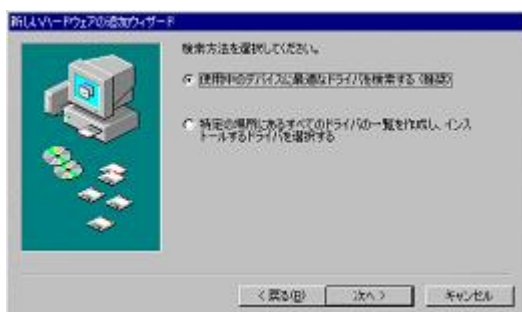 新しいハードウェアの追加ウィザード
検索方法を選択してください。
使用中のデバイスに最適なドライバを検索する（推奨）
特定の場所にあるすべてのドライバの一覧を作成し、インス
トールするドライバを選択する
< 戻る(B)
次へ >
キャンセル